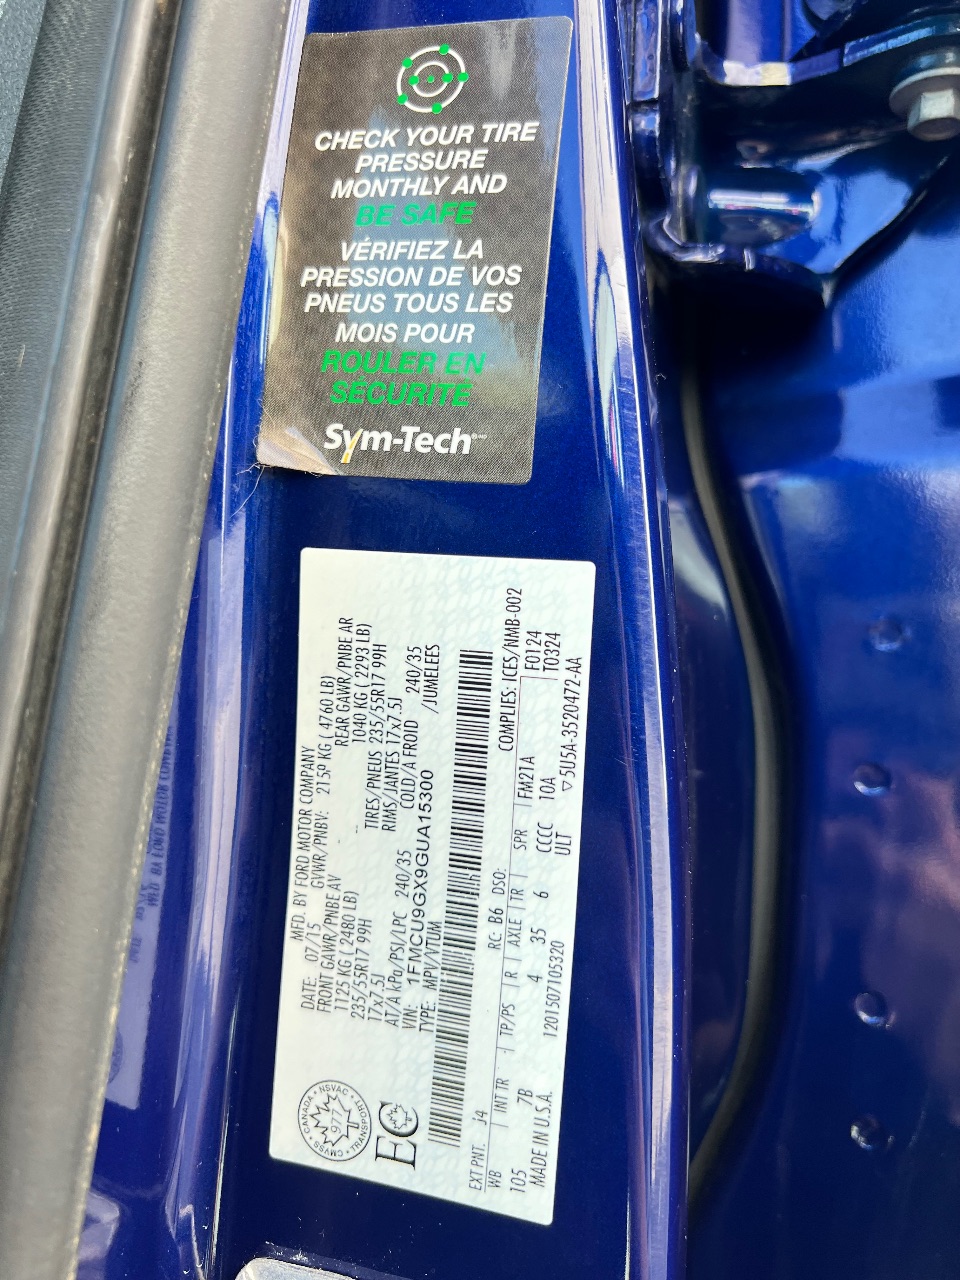 CHECK YOUR TIRE
PRESSURE
MONTHLY AND
BE SAFE
VÉRIFIEZ LA
PRESSION DE VOS
PNEUS TOUS LES
MOIS POUR
ROULER EN
SÉCURITÉ
Sym-Tech
MFD. BY FORD MOTOR COMPANY
DATE: 07/15 GVWR/PNBV: 2159 KG ( 4760 LB)
FRONT GAWR/PNBE AV REAR GAWR/PNBE AR
1125 KG ( 2480 LB) 1040 KG ( 2293 LB)
235/55R17 99H TIRES/PNEUS 235/55R17 99H
17x7.5J RIMS/JANTES 17x7.5J
AT/A kPa/PSI/LPC 240/35 COLD/A FROID 240/35
VIN: 1FMCU9GX9GUA15300 /JUMELEES
TYPE: MPV/VTUM
CMVSS • CANADA • NSVAC • TRANSPORT •
977
EC
EXT PNT. J4 RC: B6 DSO: COMPLIES: ICES/NMB-002
WB | INT TR | TP/PS | R | AXLE | TR | SPR | FM21A F0124
105 7B 4 35 6 CCCC 10A T0324
ULT
MADE IN U.S.A. 1201507105320 ▽5U5A-3520472-AA